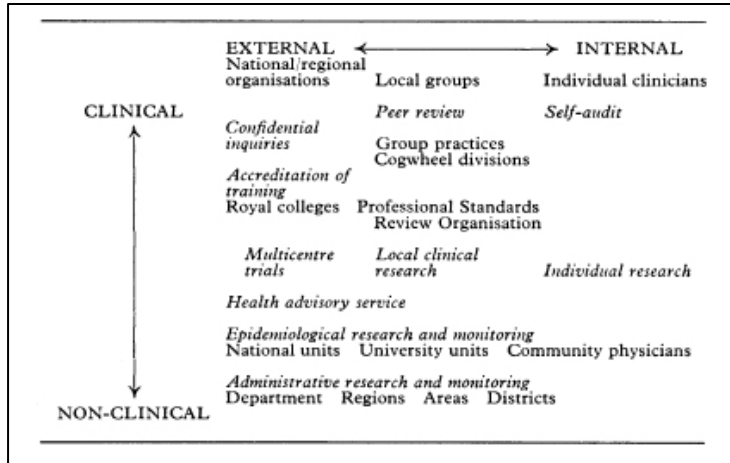 EXTERNAL INTERNAL
National/regional
organisations Local groups Individual clinicians
CLINICAL Peer review Self-audit
Confidential
inquiries Group practices
Cogwheel divisions
Accreditation of
training
Royal colleges Professional Standards
Review Organisation
Multicentre Local clinical
trials research Individual research
Health advisory service
Epidemiological research and monitoring
National units University units Community physicians
Administrative research and monitoring
Department Regions Areas Districts
NON-CLINICAL